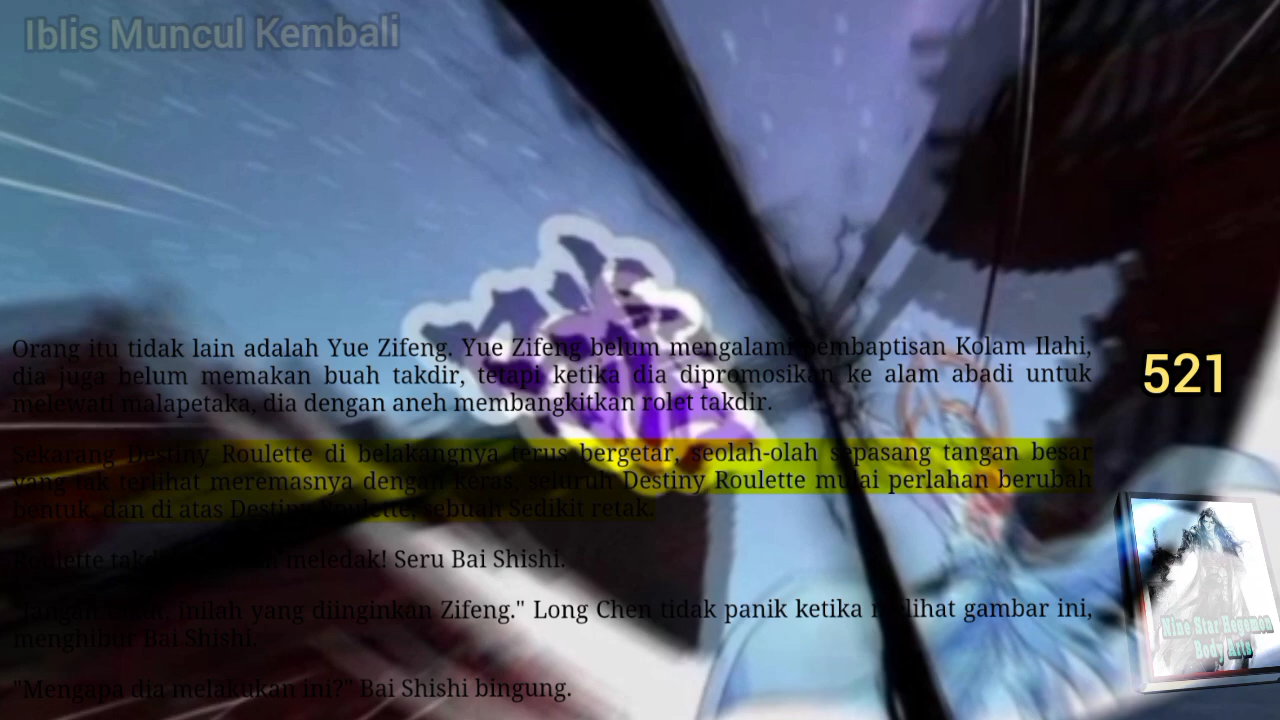 Iblis Muncul Kembali
Orang itu tidak lain adalah Yue Zifeng. Yue Zifeng belum mengalami pembaptisan Kolam Ilahi,
dia juga belum memakan buah takdir, tetapi ketika dia dipromosikan ke alam abadi untuk
melewati malapetaka, dia dengan aneh membangkitkan rolet takdir.
521
Sekarang Destiny Roulette di belakangnya terus bergetar, seolah-olah sepasang tangan besar
yang tak terlihat meremasnya dengan keras, seluruh Destiny Roulette mulai perlahan berubah
bentuk, dan di atas Destiny Roulette, sebuah Sedikit retak.
Roulette meledak! Seru Bai Shishi.
inilah yang diinginkan Zifeng." Long Chen tidak panik ketika melihat gambar ini,
menghibur Bai Shishi.
"Mengapa dia melakukan ini?" Bai Shishi bingung.
Nine Star Hegemon
Body Arts